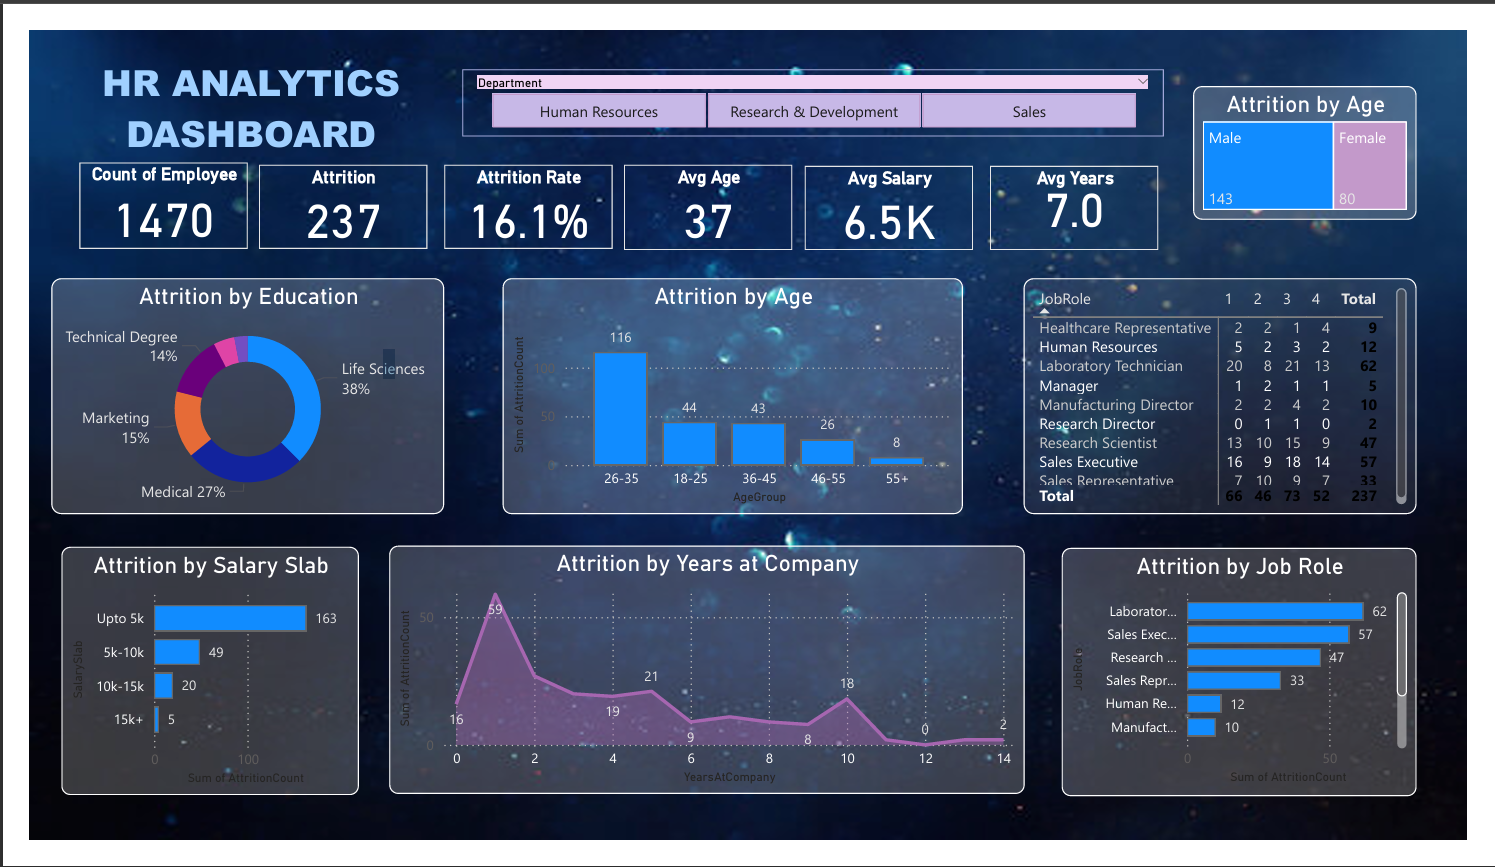 HR ANALYTICS
DASHBOARD
Department
Human Resources Research & Development Sales
Attrition by Age
Male Female
143 80
Count of Employee
1470
Attrition
237
Attrition Rate
16.1%
Avg Age
37
Avg Salary
6.5K
Avg Years
7.0
Attrition by Education
Technical Degree
14%
Life Sciences
38%
Marketing
15%
Medical 27%
Attrition by Age
Sum of AttritionCount
100
50
0
116
44
43
26
8
26-35 18-25 36-45 46-55 55+
AgeGroup
JobRole 1 2 3 4 Total
Healthcare Representative 2 2 1 4 9
Human Resources 5 2 3 2 12
Laboratory Technician 20 8 21 13 62
Manager 1 2 1 1 5
Manufacturing Director 2 2 4 2 10
Research Director 0 1 1 0 2
Research Scientist 13 10 15 9 47
Sales Executive 16 9 18 14 57
Sales Representative 7 10 9 7 33
Total 66 46 73 52 237
Attrition by Salary Slab
SalarySlab
Upto 5k 163
5k-10k 49
10k-15k 20
15k+ 5
0 100
Sum of AttritionCount
Attrition by Years at Company
Sum of AttritionCount
50
0
16
59
19
21
9
8
18
0
2
0 2 4 6 8 10 12 14
YearsAtCompany
Attrition by Job Role
JobRole
Laborator... 62
Sales Exec... 57
Research ... 47
Sales Repr... 33
Human Re... 12
Manufact... 10
0 50
Sum of AttritionCount